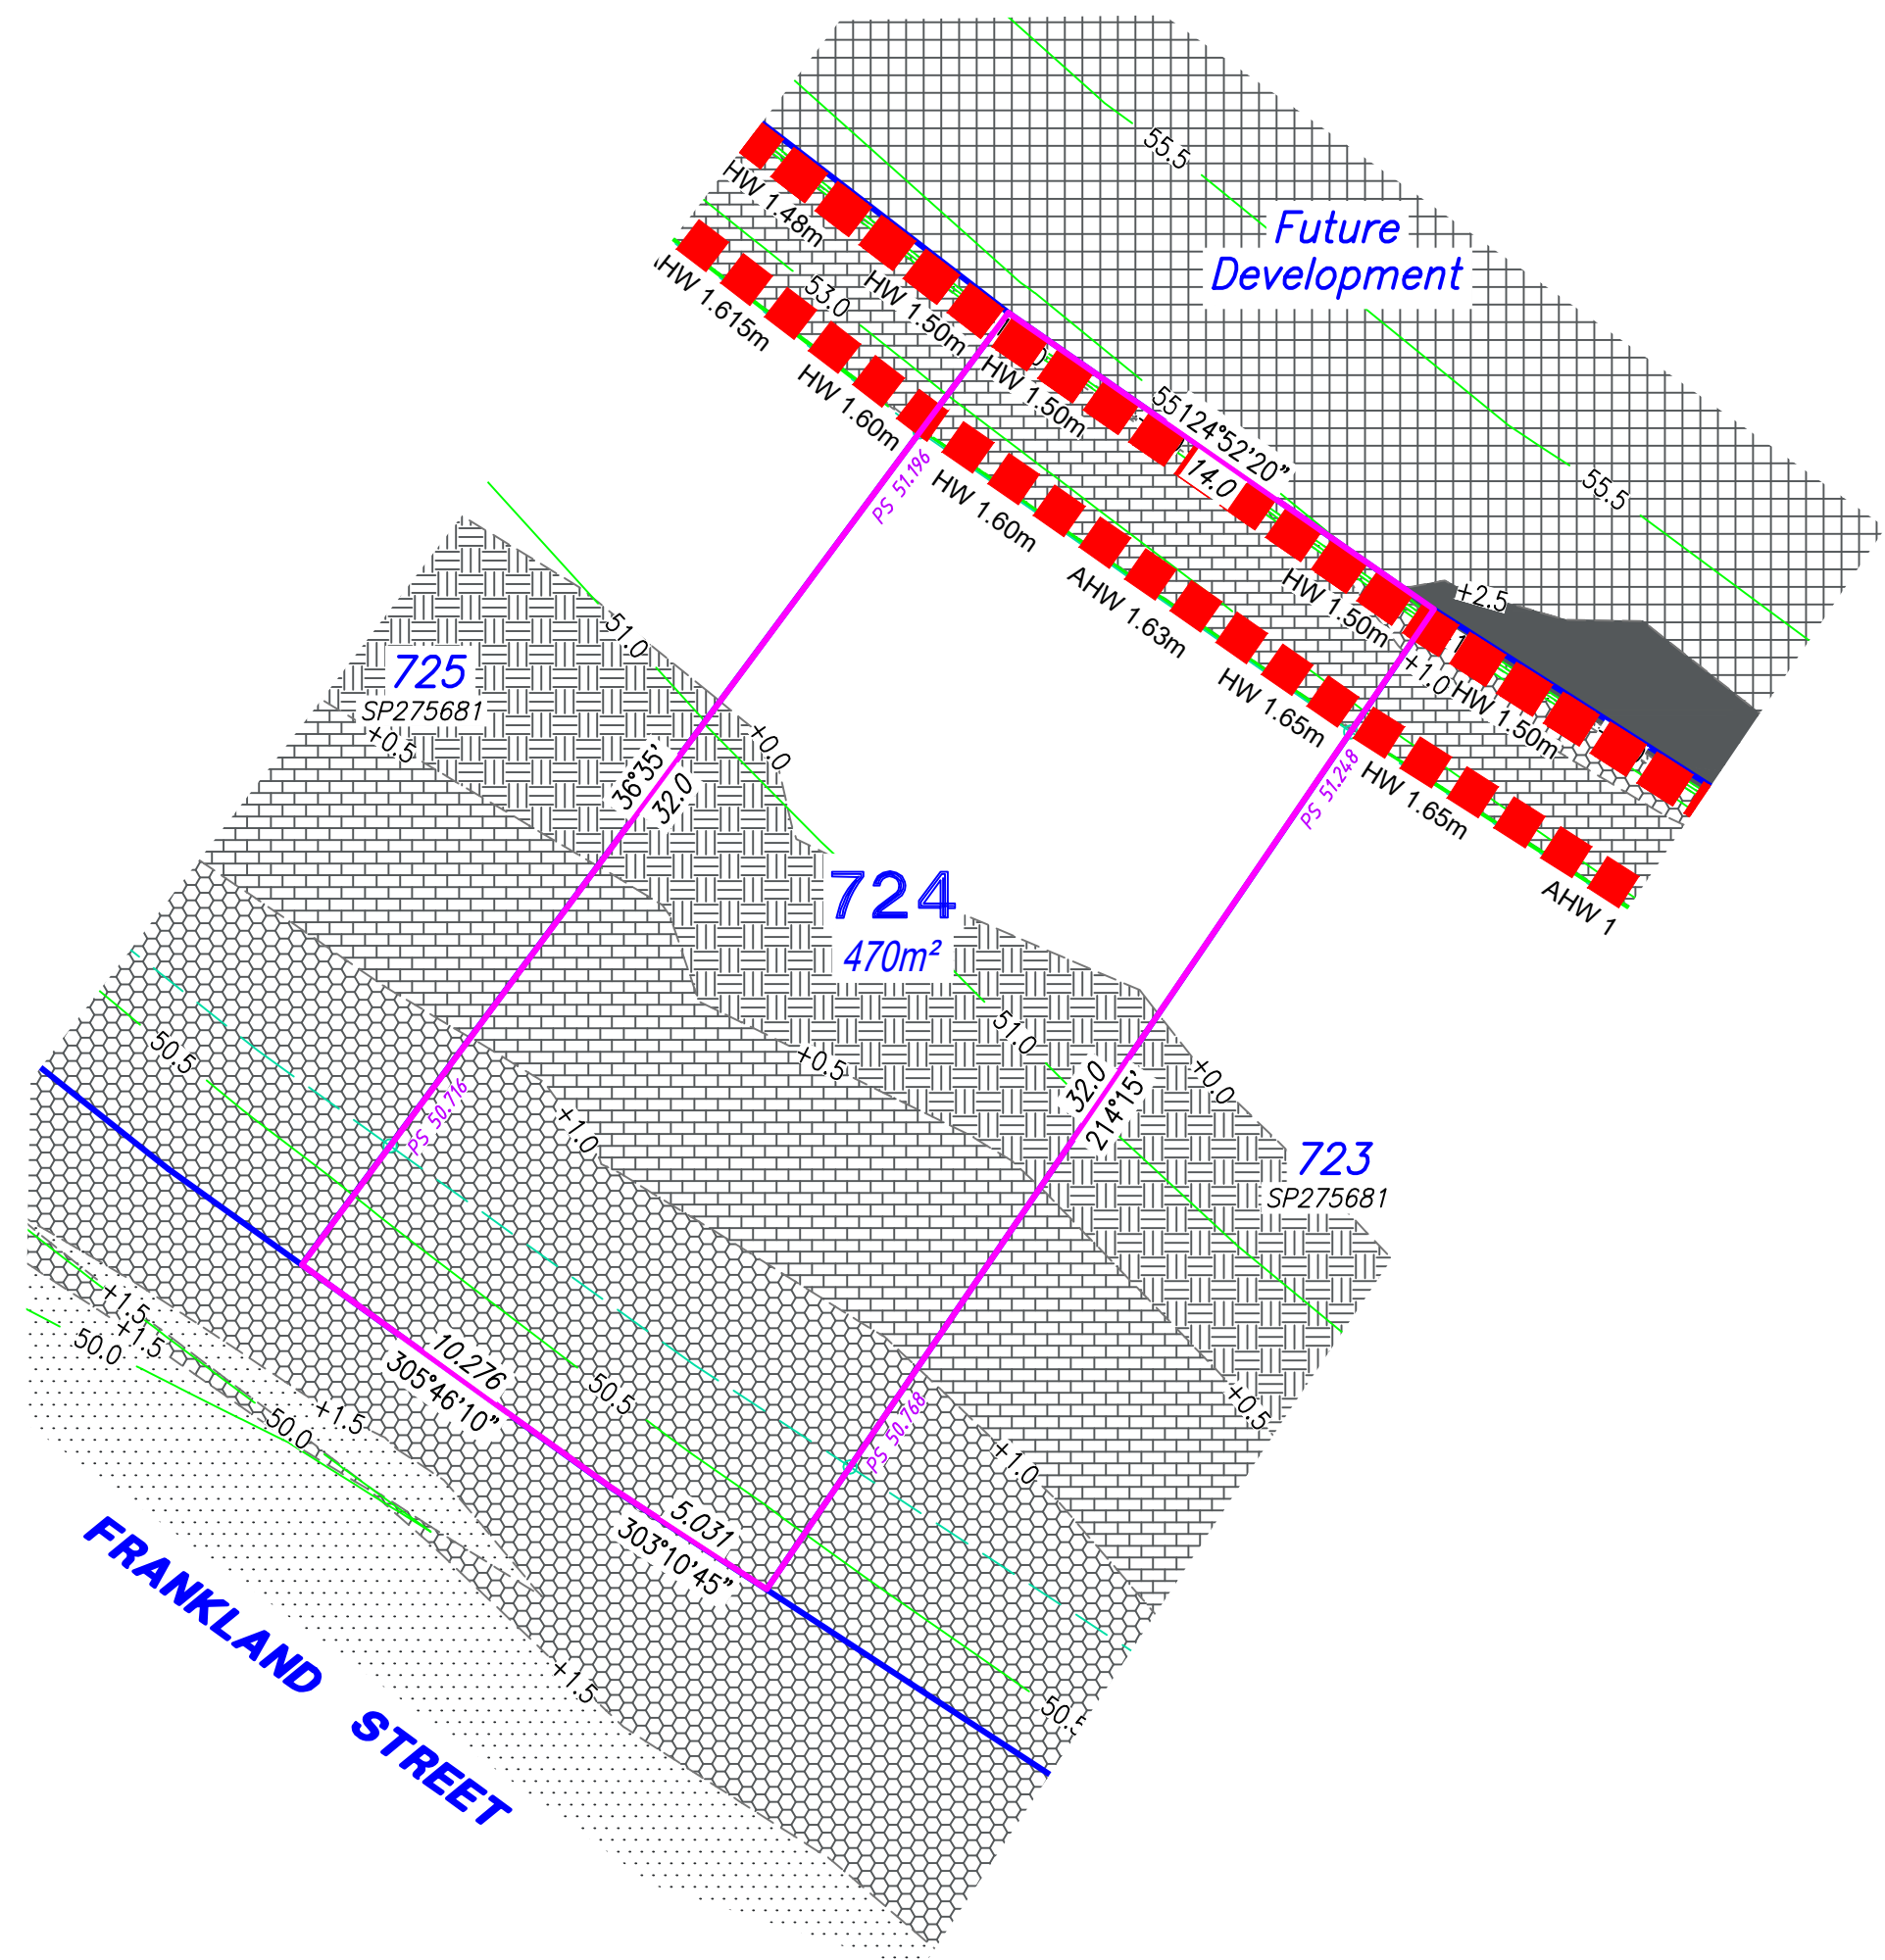 55.5
Future
Development
HW 1.48m
53.0
HW 1.50m
HW 1.615m
HW 1.50m
HW 1.60m
55
124°52'20"
14.0
55.5
PS 51.196
HW 1.60m
AHW 1.63m
HW 1.50m
+2.5
+1.0
HW 1.50m
HW 1.65m
PS 51.248
HW 1.65m
AHW 1
51.0
725
SP275681
+0.5
+0.0
36°35'
32.0
724
470m²
50.5
51.0
+0.5
32.0
214°15'
+0.0
PS 50.716
+1.0
723
SP275681
+1.5
+1.5
50.0
10.276
305°46'10"
50.5
+1.5
50.0
PS 50.768
+0.5
+1.0
5.031
303°10'45"
+1.5
50.5
FRANKLAND STREET